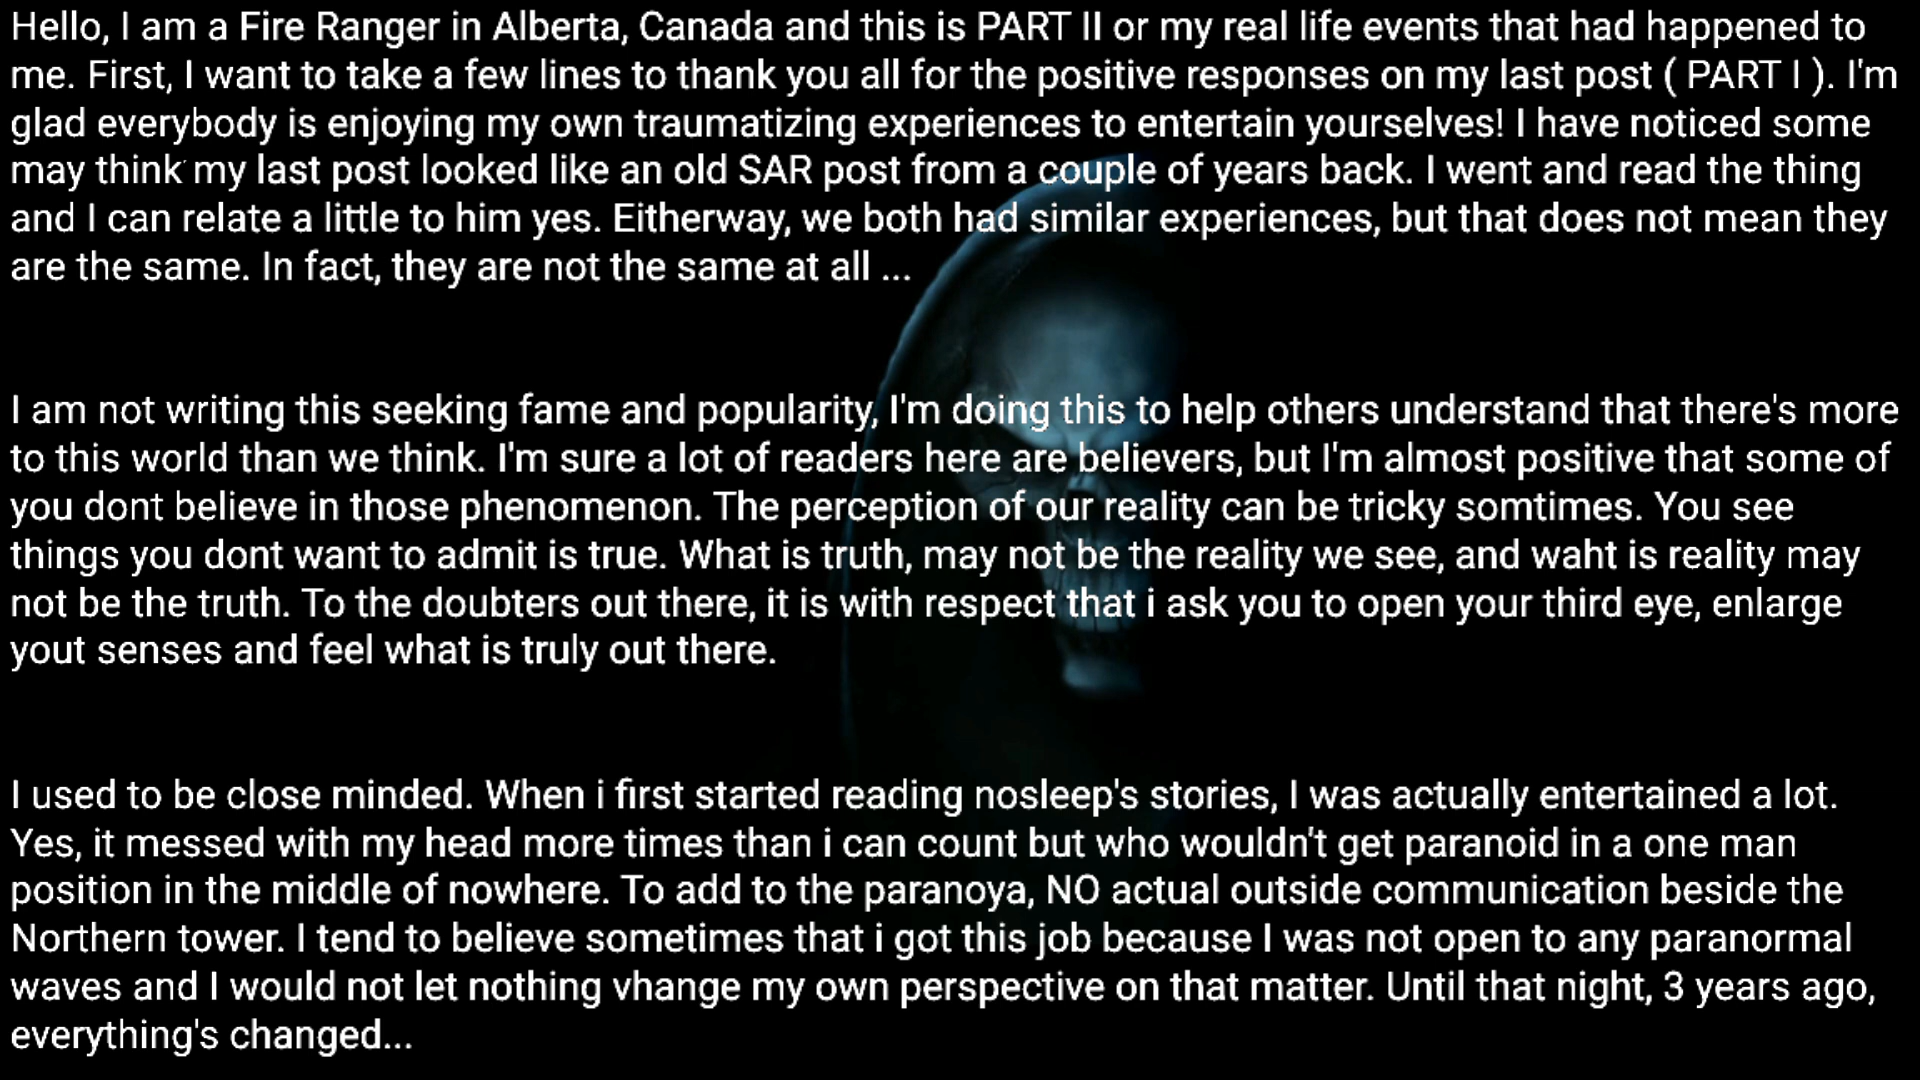 Hello, I am a Fire Ranger in Alberta, Canada and this is PART II or my real life events that had happened to
me. First, I want to take a few lines to thank you all for the positive responses on my last post ( PART I ). I'm
glad everybody is enjoying my own traumatizing experiences to entertain yourselves! I have noticed some
may think my last post looked like an old SAR post from a couple of years back. I went and read the thing
and I can relate a little to him yes. Eitherway, we both had similar experiences, but that does not mean they
are the same. In fact, they are not the same at all ...
I am not writing this seeking fame and popularity, I'm doing this to help others understand that there's more
to this world than we think. I'm sure a lot of readers here are believers, but I'm almost positive that some of
you dont believe in those phenomenon. The perception of our reality can be tricky somtimes. You see
things you dont want to admit is true. What is truth, may not be the reality we see, and waht is reality may
not be the truth. To the doubters out there, it is with respect that i ask you to open your third eye, enlarge
yout senses and feel what is truly out there.
I used to be close minded. When i first started reading nosleep's stories, I was actually entertained a lot.
Yes, it messed with my head more times than i can count but who wouldn't get paranoid in a one man
position in the middle of nowhere. To add to the paranoya, NO actual outside communication beside the
Northern tower. I tend to believe sometimes that i got this job because I was not open to any paranormal
waves and I would not let nothing vhange my own perspective on that matter. Until that night, 3 years ago,
everything's changed...